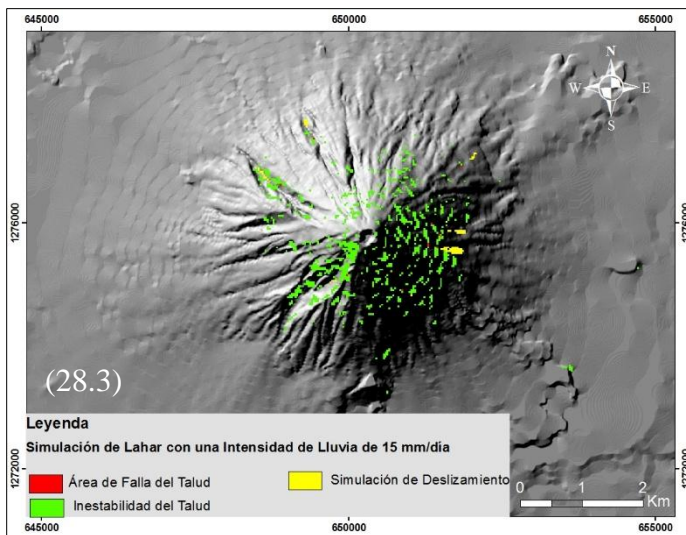 645000 650000 655000
N
W E
S
1276000 1276000
(28.3)
Leyenda
Simulación de Lahar con una Intensidad de Lluvia de 15 mm/día
Área de Falla del Talud
Simulación de Deslizamiento
Inestabilidad del Talud
0 1 2
Km
1272000 1272000
645000 650000 655000